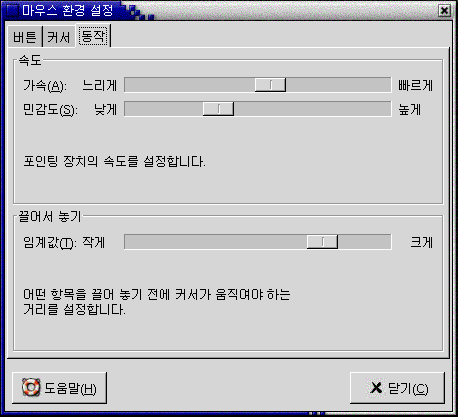 마우스 환경 설정
버튼 커서 동작
속도
가속(A): 느리게 빠르게
민감도(S): 낮게 높게
포인팅 장치의 속도를 설정합니다.
끌어서 놓기
임계값(T): 작게 크게
어떤 항목을 끌어 놓기 전에 커서가 움직여야 하는
거리를 설정합니다.
도움말(H) 닫기(C)